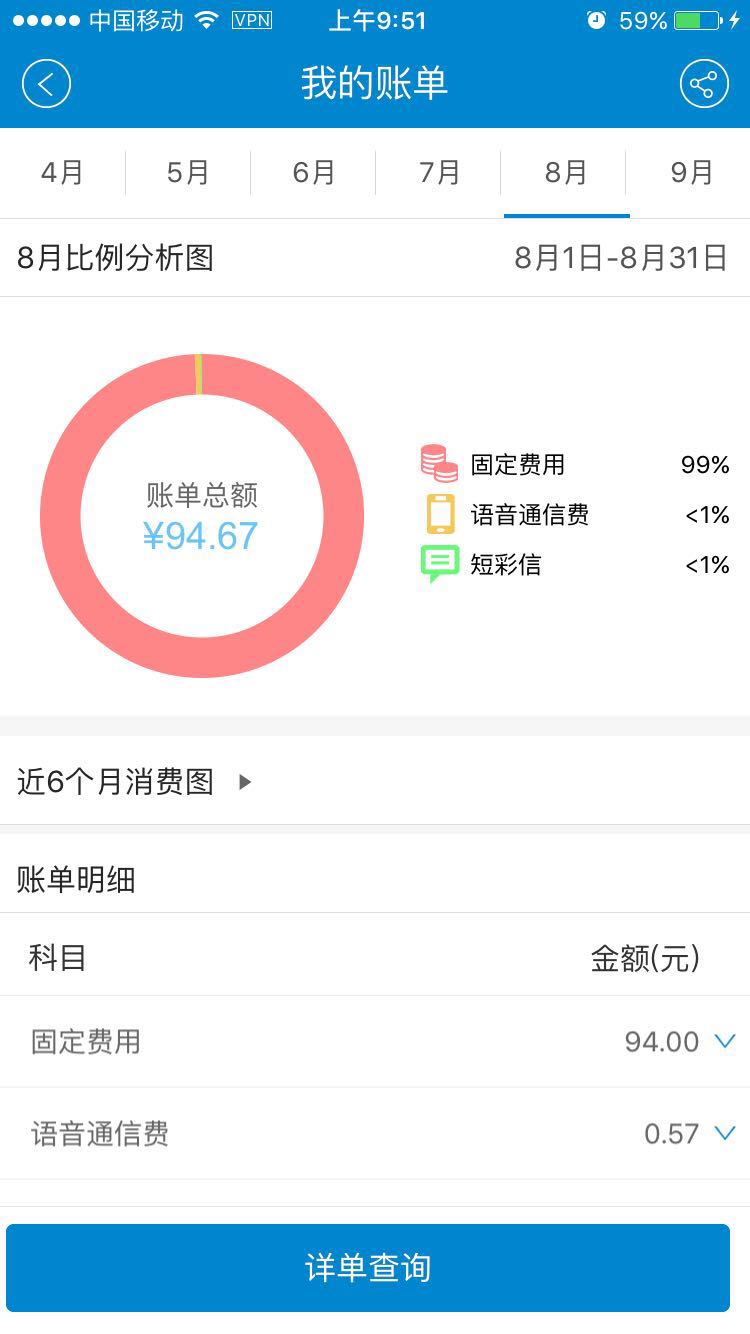 中国移动 VPN 上午9:51 59%
我的账单
4月 5月 6月 7月 8月 9月
8月比例分析图 8月1日-8月31日
账单总额
¥94.67
固定费用 99%
语音通信费 <1%
短彩信 <1%
近6个月消费图
账单明细
科目 金额(元)
固定费用 94.00
语音通信费 0.57
详单查询